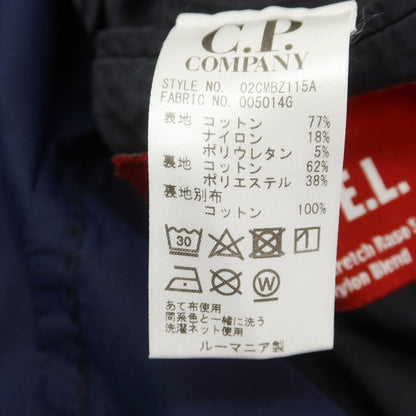 C.P.
COMPANY
STYLE NO. 02CMBZ115A
FABRIC NO. 005014G
表地 コットン 77%
ナイロン 18%
ポリウレタン 5%
裏地 コットン 62%
ポリエステル 38%
裏地別布
コットン 100%
30
W
あて布使用
同系色と一緒に洗う
洗濯ネット使用
ルーマニア製
E.L.
tretch
Nylon Blend